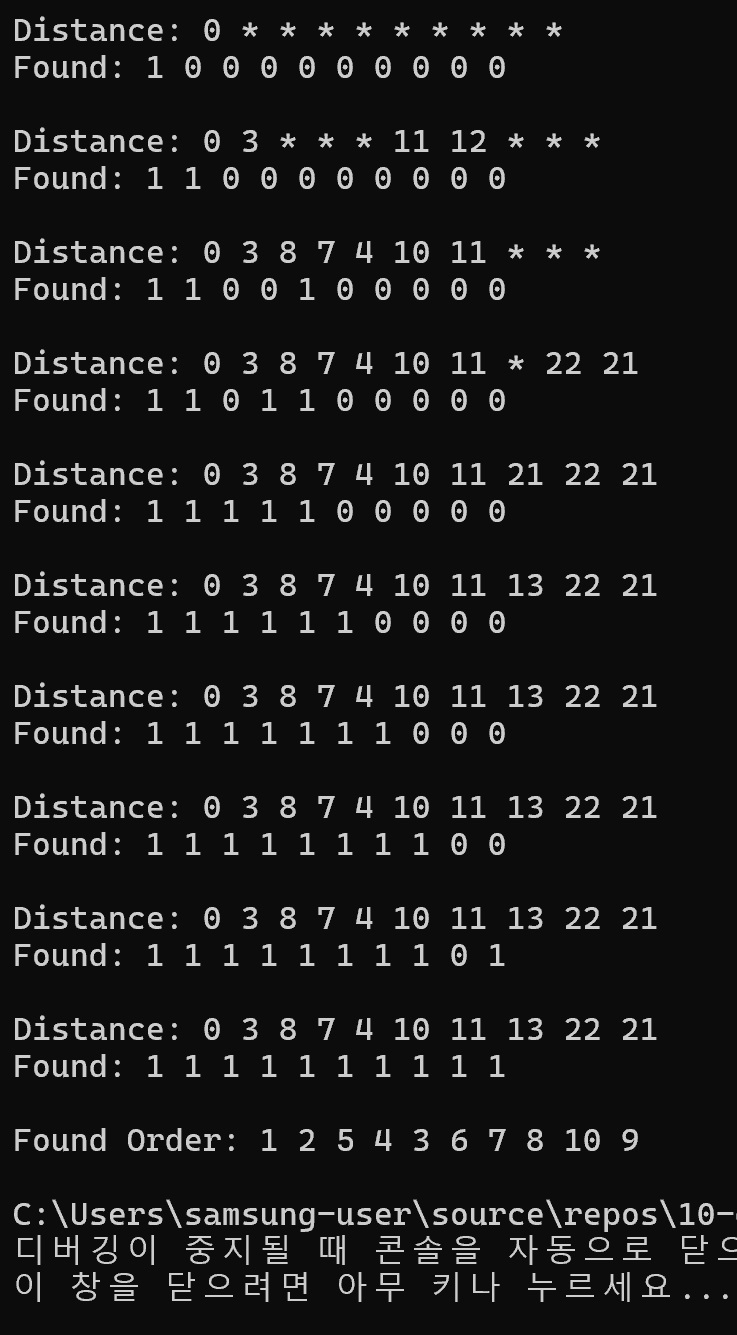 Distance: 0 * * * * * * * * *
Found: 1 0 0 0 0 0 0 0 0 0
Distance: 0 3 * * * 11 12 * * *
Found: 1 1 0 0 0 0 0 0 0 0
Distance: 0 3 8 7 4 10 11 * * *
Found: 1 1 0 0 1 0 0 0 0 0
Distance: 0 3 8 7 4 10 11 * 22 21
Found: 1 1 0 1 1 0 0 0 0 0
Distance: 0 3 8 7 4 10 11 21 22 21
Found: 1 1 1 1 1 0 0 0 0 0
Distance: 0 3 8 7 4 10 11 13 22 21
Found: 1 1 1 1 1 1 0 0 0 0
Distance: 0 3 8 7 4 10 11 13 22 21
Found: 1 1 1 1 1 1 1 0 0 0
Distance: 0 3 8 7 4 10 11 13 22 21
Found: 1 1 1 1 1 1 1 1 0 0
Distance: 0 3 8 7 4 10 11 13 22 21
Found: 1 1 1 1 1 1 1 1 0 1
Distance: 0 3 8 7 4 10 11 13 22 21
Found: 1 1 1 1 1 1 1 1 1 1
Found Order: 1 2 5 4 3 6 7 8 10 9
C:\Users\samsung-user\source\repos\10-
디버깅이 중지될 때 콘솔을 자동으로 닫으
이 창을 닫으려면 아무 키나 누르세요...